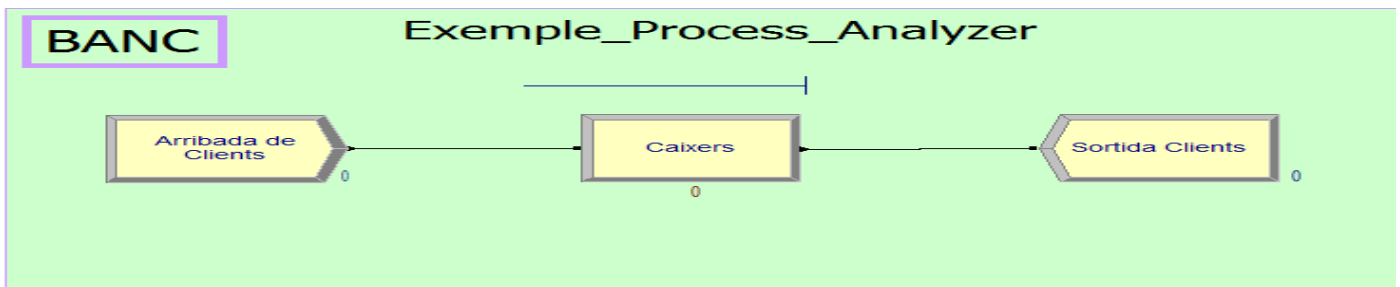 BANC
Exemple_Process_Analyzer
Arribada de
Clients
0
Caixers
0
Sortida Clients
0